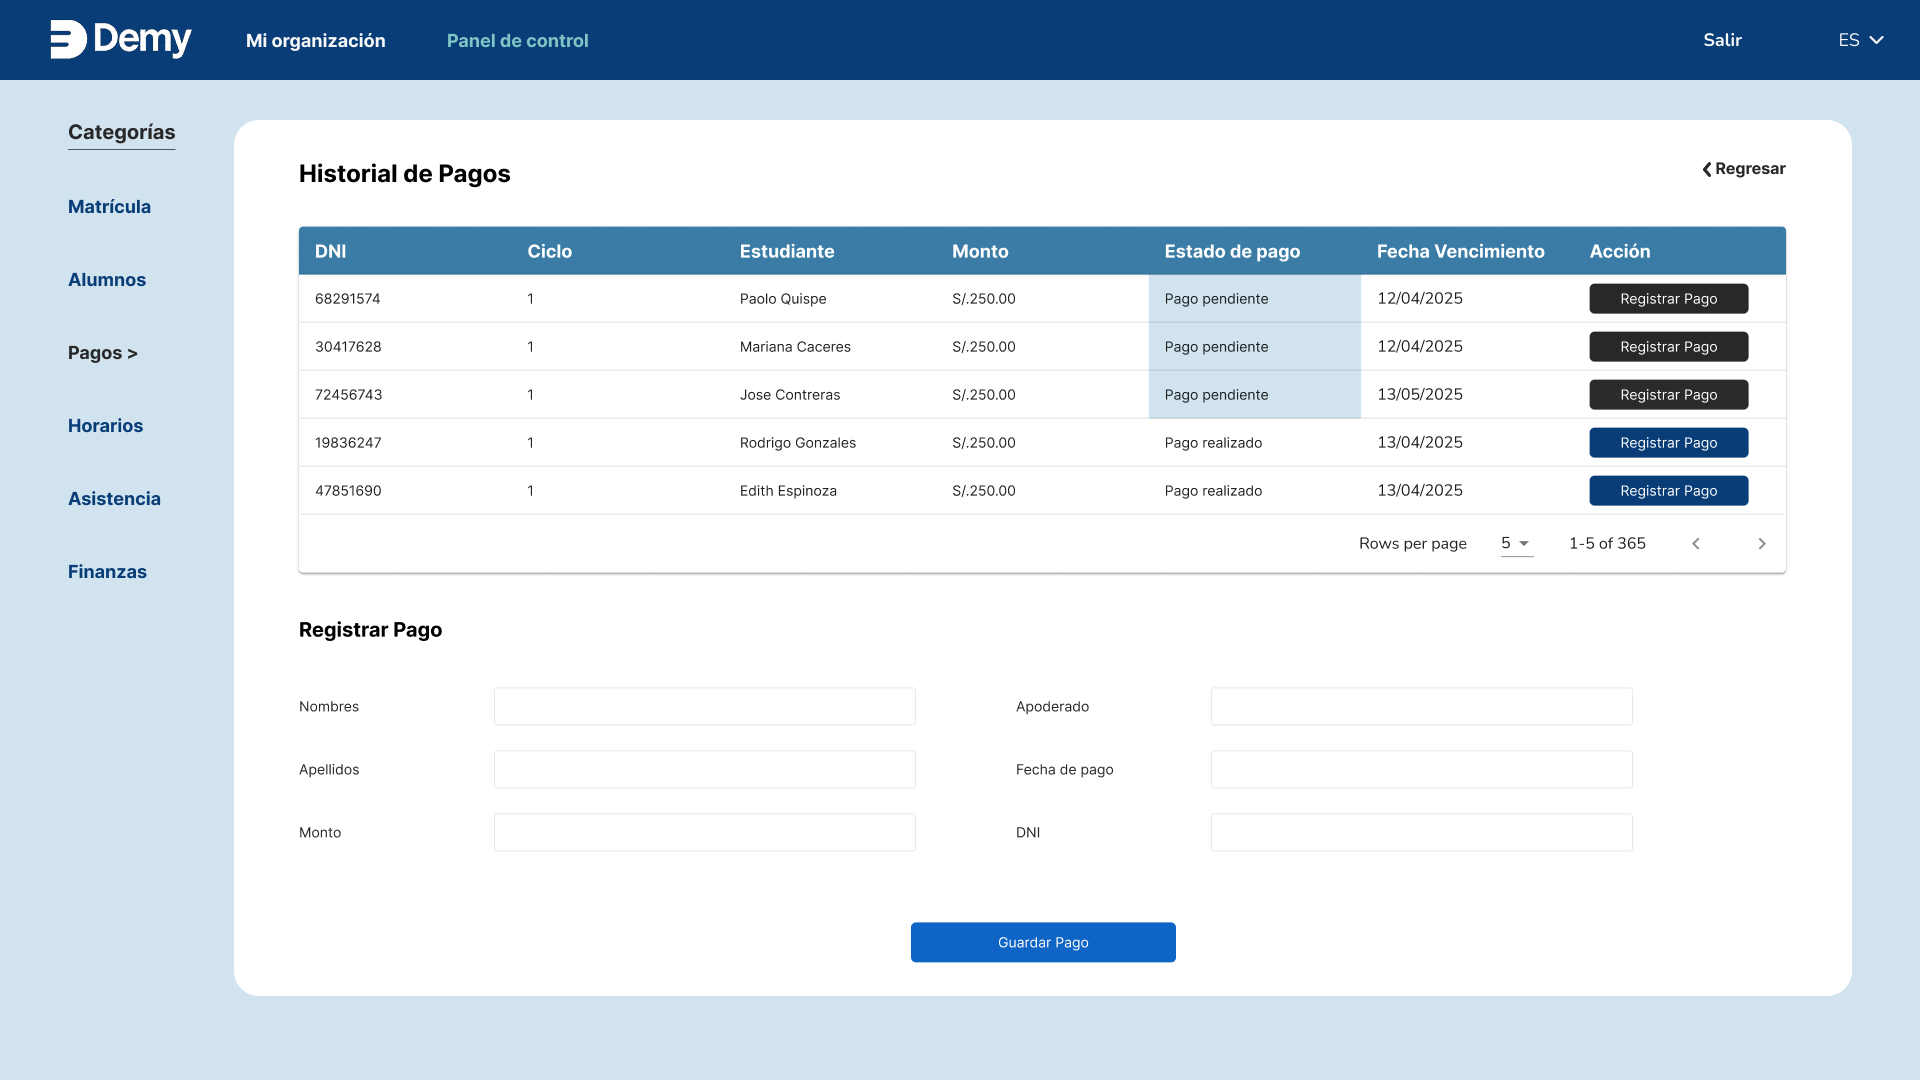 Demy
Mi organización
Panel de control
Salir
ES
Categorías
Matrícula
Alumnos
Pagos >
Horarios
Asistencia
Finanzas
Historial de Pagos
Regresar
DNI Ciclo Estudiante Monto Estado de pago Fecha Vencimiento Acción
68291574 1 Paolo Quispe S/.250.00 Pago pendiente 12/04/2025 Registrar Pago
30417628 1 Mariana Caceres S/.250.00 Pago pendiente 12/04/2025 Registrar Pago
72456743 1 Jose Contreras S/.250.00 Pago pendiente 13/05/2025 Registrar Pago
19836247 1 Rodrigo Gonzales S/.250.00 Pago realizado 13/04/2025 Registrar Pago
47851690 1 Edith Espinoza S/.250.00 Pago realizado 13/04/2025 Registrar Pago
Rows per page 5 1-5 of 365
Registrar Pago
Nombres
Apoderado
Apellidos
Fecha de pago
Monto
DNI
Guardar Pago